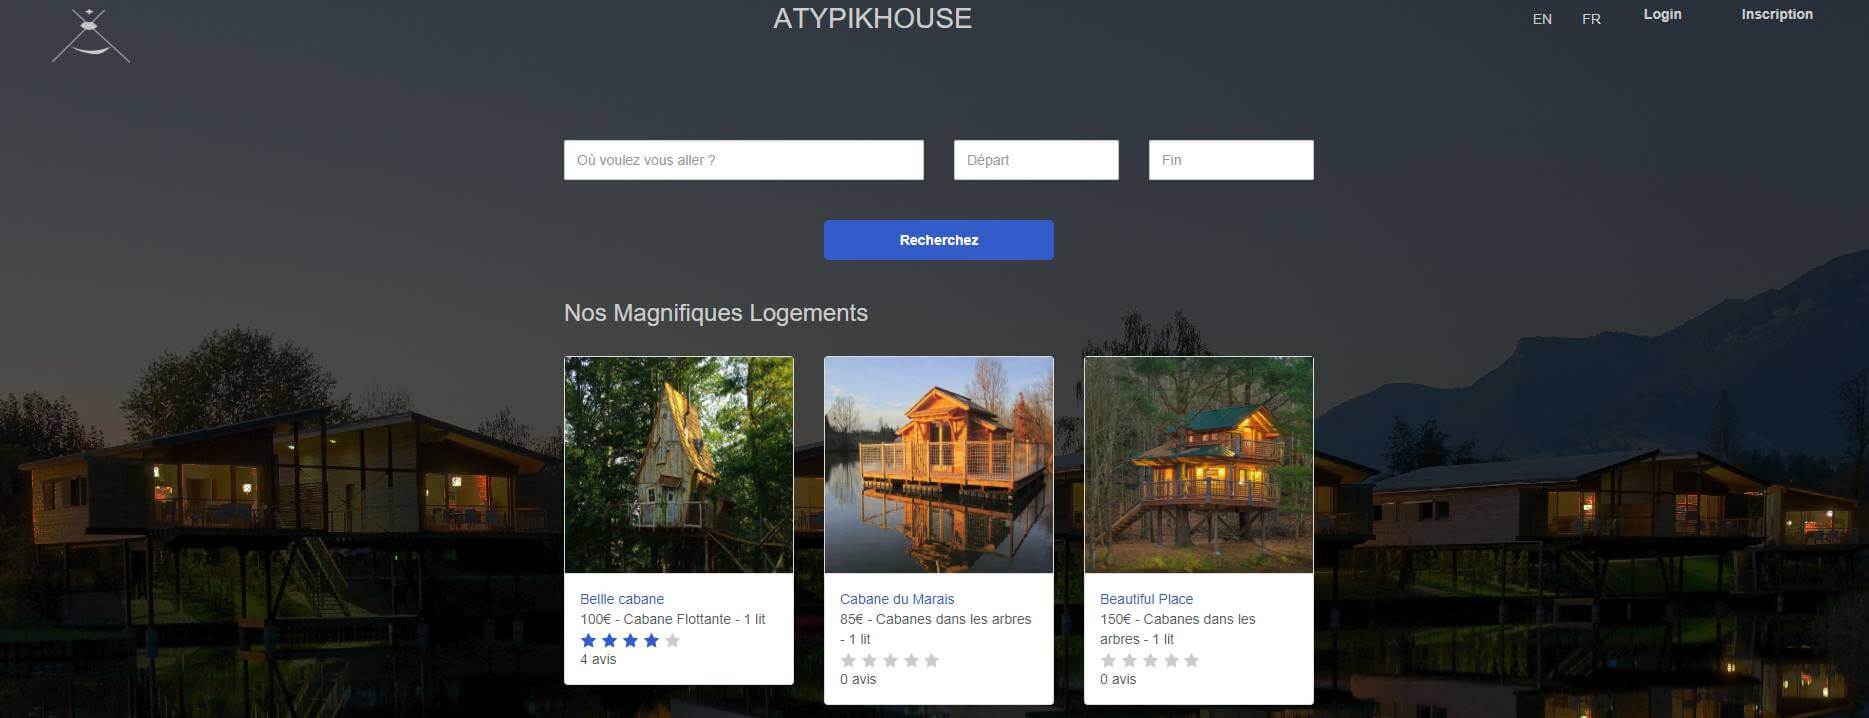 ATYPIKHOUSE
EN FR Login Inscription
Où voulez vous aller ? Départ Fin
Recherchez
Nos Magnifiques Logements
Bellle cabane
100€ - Cabane Flottante - 1 lit
4 avis
Cabane du Marais
85€ - Cabanes dans les arbres
- 1 lit
0 avis
Beautiful Place
150€ - Cabanes dans les
arbres - 1 lit
0 avis